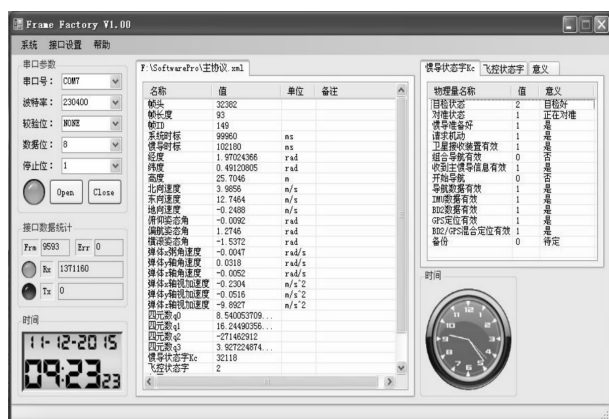 Frame Factory V1.00
系统 接口设置 帮助
串口参数
串口号： COM7
波特率： 230400
较验位： NONE
数据位： 8
停止位： 1
Open Close
接口数据统计
Frm 9593 Err 0
Rx 1371160
Tx 0
时间
11-12-2015
09:23 23
F:\SoftwarePro\主协议.xml
名称 值 单位 备注
帧头 32382
帧长度 93
帧ID 149
系统时标 99960 ms
惯导时标 102180 ms
经度 1.97024366 rad
纬度 0.49120805 rad
高度 25.7046 m
北向速度 3.9856 m/s
东向速度 12.7464 m/s
地向速度 -0.2488 m/s
俯仰姿态角 -0.0092 rad
偏航姿态角 1.2746 rad
横滚姿态角 -1.5372 rad
弹体x轴角速度 -0.0047 rad/s
弹体y轴角速度 0.0318 rad/s
弹体z轴角速度 -0.0052 rad/s
弹体x轴视加速度 -0.2304 m/s^2
弹体y轴视加速度 -0.0516 m/s^2
弹体z轴视加速度 -9.8927 m/s^2
四元数q0 8.540053709...
四元数q1 16.24490356...
四元数q2 -271462912
四元数q3 3.927224874...
惯导状态字Kc 32118
飞控状态字 2
惯导状态字Kc 飞控状态字 意义
物理量名称 值 意义
自检状态 2 自检好
对准状态 1 正在对准
惯导准备好 1 是
请求机动 1 是
卫星接收装置有效 1 是
组合导航有效 0 否
收到主惯导信息有效 1 是
开始导航 0 否
导航数据有效 1 是
IMU数据有效 1 是
BD2数据有效 1 是
GPS定位有效 1 是
BD2/GPS混合定位有效 1 是
备份 0 待定
时间
12 1 2 3 4 5 6 7 8 9 10 11